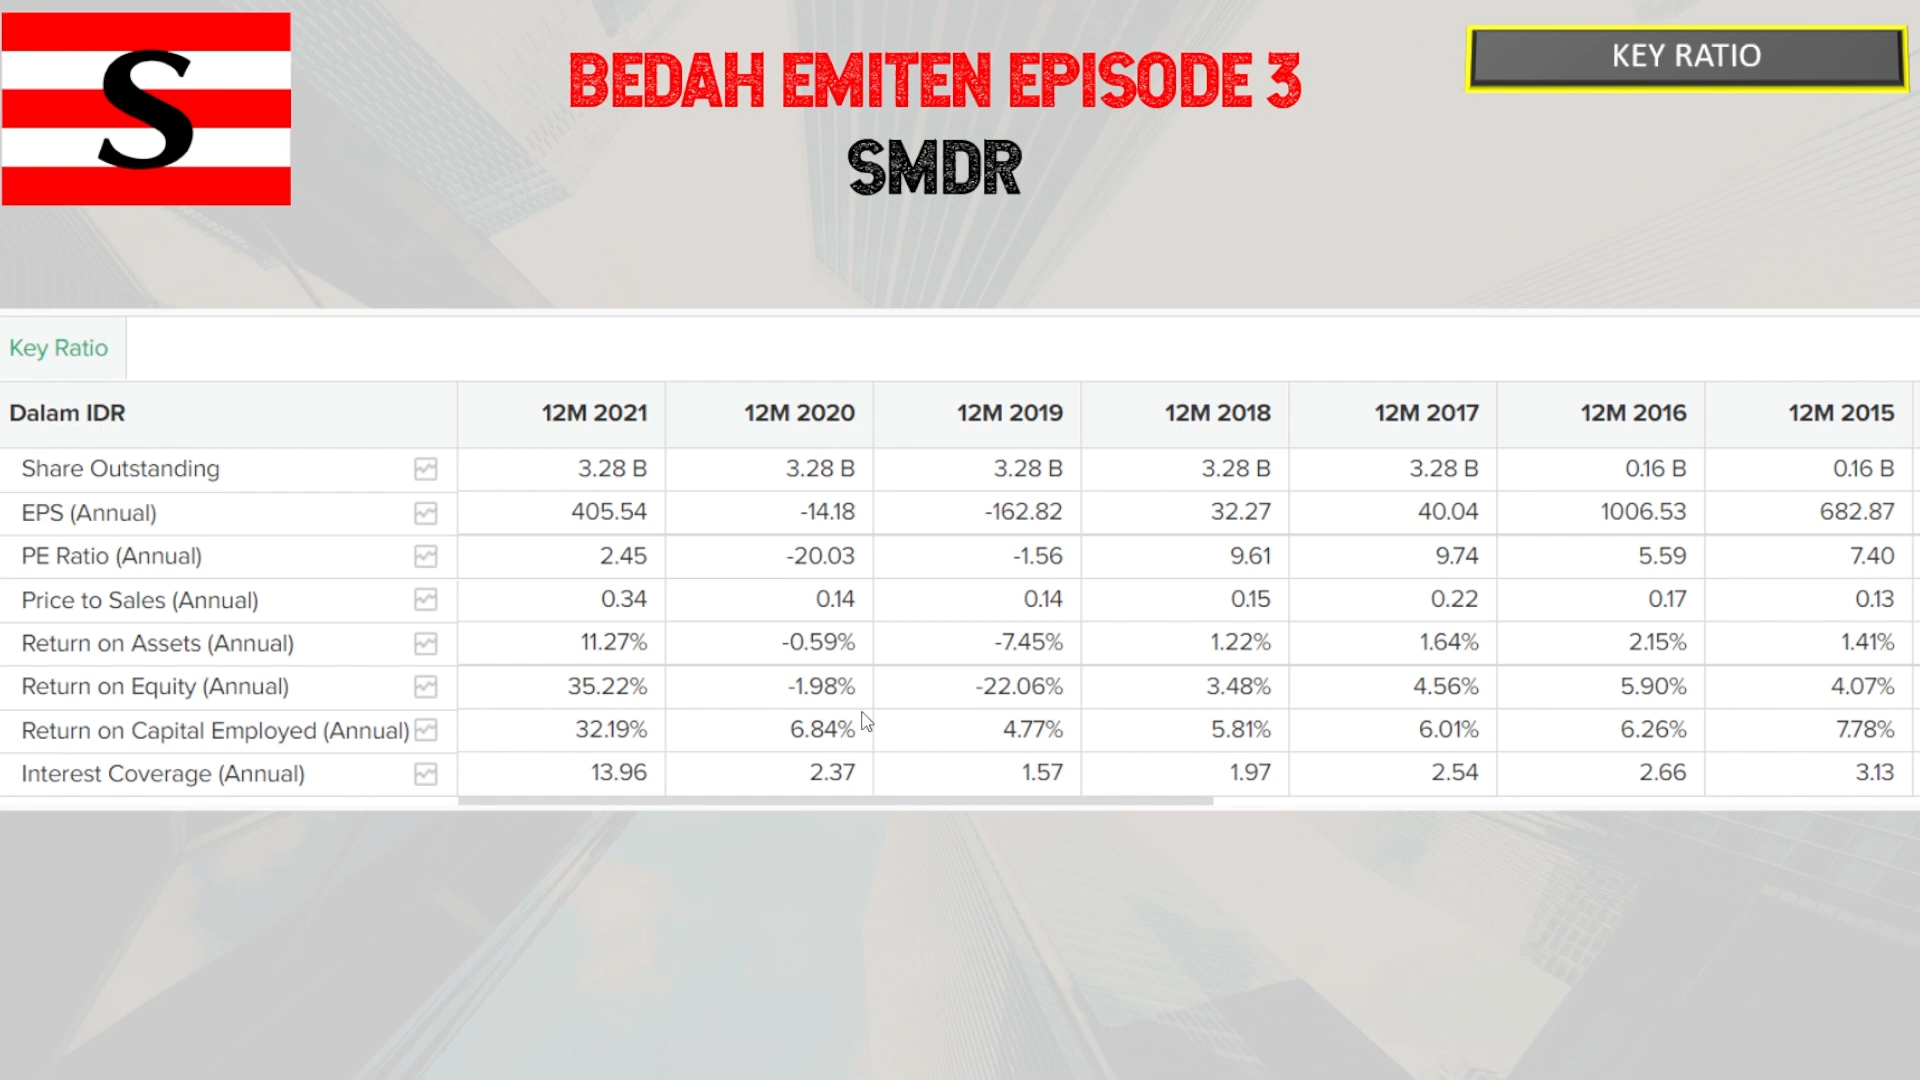 S
BEDAH EMITEN EPISODE 3
SMDR
KEY RATIO
Key Ratio
Dalam IDR 12M 2021 12M 2020 12M 2019 12M 2018 12M 2017 12M 2016 12M 2015
Share Outstanding 3.28 B 3.28 B 3.28 B 3.28 B 3.28 B 0.16 B 0.16 B
EPS (Annual) 405.54 -14.18 -162.82 32.27 40.04 1006.53 682.87
PE Ratio (Annual) 2.45 -20.03 -1.56 9.61 9.74 5.59 7.40
Price to Sales (Annual) 0.34 0.14 0.14 0.15 0.22 0.17 0.13
Return on Assets (Annual) 11.27% -0.59% -7.45% 1.22% 1.64% 2.15% 1.41%
Return on Equity (Annual) 35.22% -1.98% -22.06% 3.48% 4.56% 5.90% 4.07%
Return on Capital Employed (Annual) 32.19% 6.84% 4.77% 5.81% 6.01% 6.26% 7.78%
Interest Coverage (Annual) 13.96 2.37 1.57 1.97 2.54 2.66 3.13